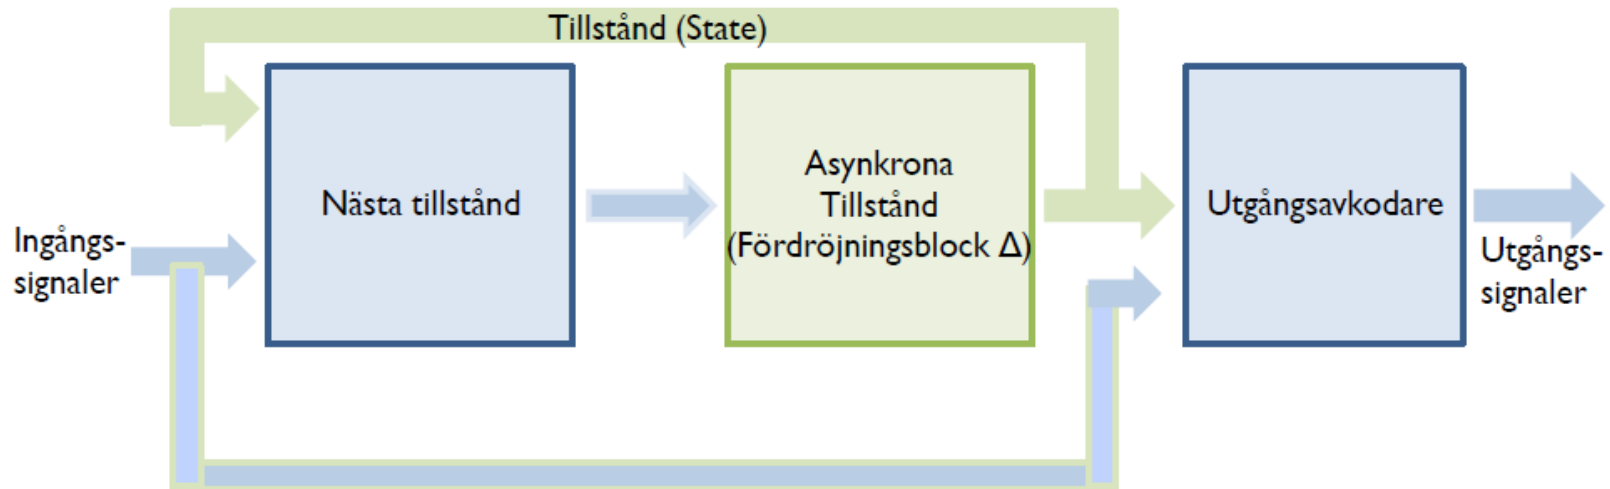 Tillstånd (State)
Ingångs-
signaler
Nästa tillstånd
Asynkrona
Tillstånd
(Fördröjningsblock Δ)
Utgångsavkodare
Utgångs-
signaler